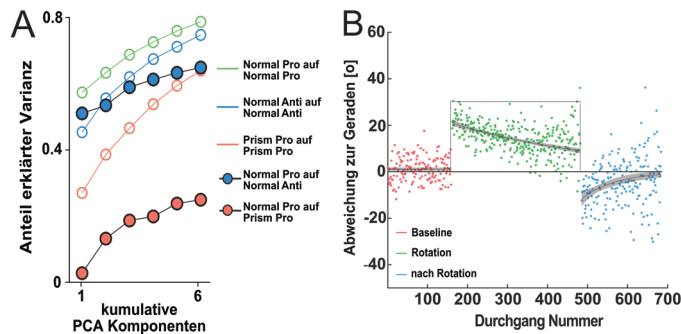 A
Anteil erklärter Varianz
0.8
0.4
0
1
6
kumulative
PCA Komponenten
Normal Pro auf
Normal Pro
Normal Anti auf
Normal Anti
Prism Pro auf
Prism Pro
Normal Pro auf
Normal Anti
Normal Pro auf
Prism Pro
B
Abweichung zur Geraden [o]
60
40
20
0
-20
-40
-60
Baseline
Rotation
nach Rotation
100 200 300 400 500 600 700
Durchgang Nummer